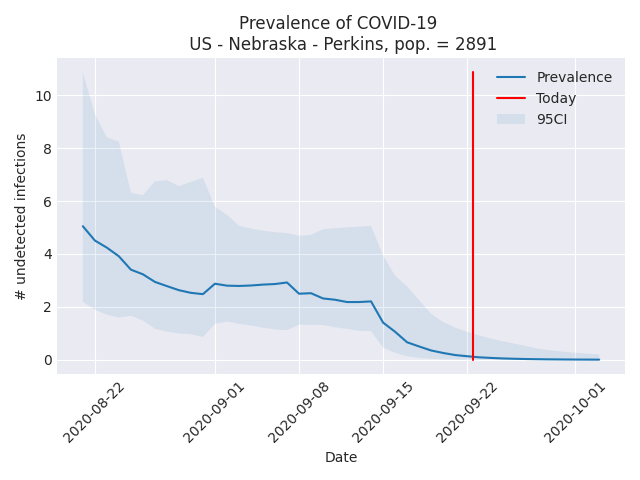 Prevalence of COVID-19
US - Nebraska - Perkins, pop. = 2891
Prevalence
Today
95CI
10
8
6
4
2
0
# undetected infections
2020-08-22
2020-09-01
2020-09-08
2020-09-15
2020-09-22
2020-10-01
Date